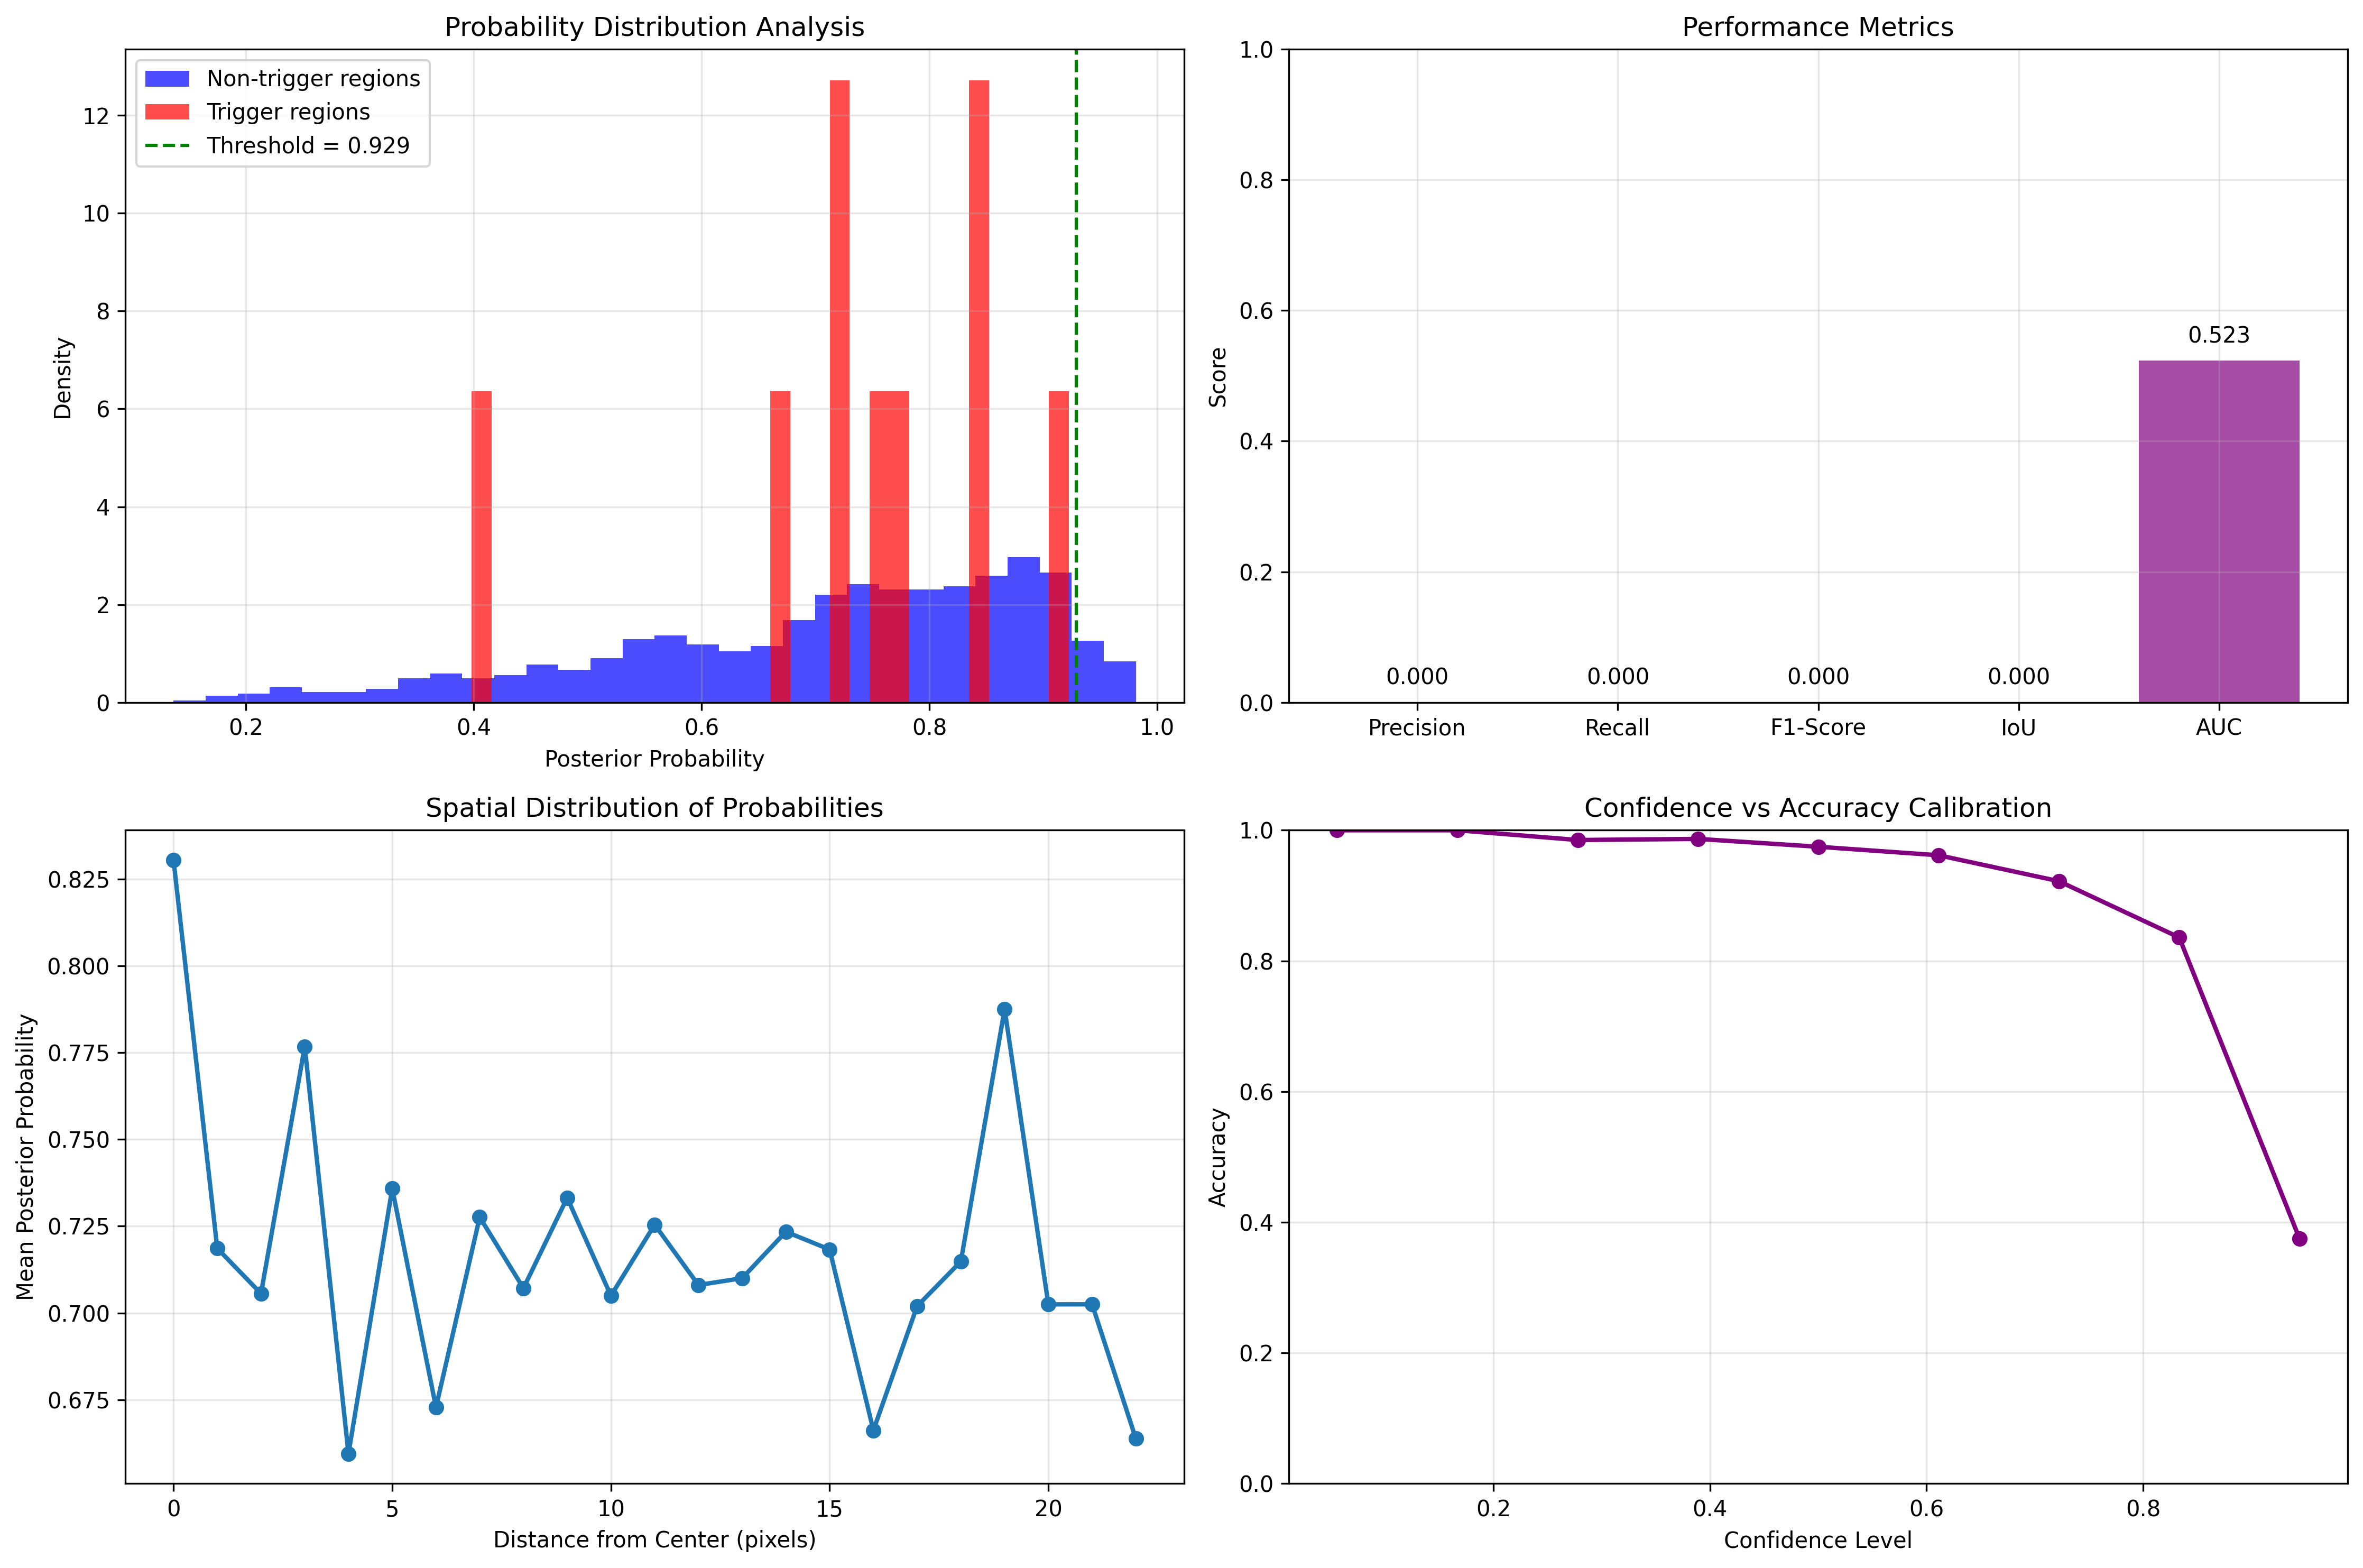 Probability Distribution Analysis
Non-trigger regions
Trigger regions
Threshold = 0.929
Density
12
10
8
6
4
2
0
0.2 0.4 0.6 0.8 1.0
Posterior Probability
Performance Metrics
Score
1.0
0.8
0.6
0.4
0.2
0.0
0.000 0.000 0.000 0.000 0.523
Precision Recall F1-Score IoU AUC
Spatial Distribution of Probabilities
Mean Posterior Probability
0.825
0.800
0.775
0.750
0.725
0.700
0.675
0 5 10 15 20
Distance from Center (pixels)
Confidence vs Accuracy Calibration
Accuracy
1.0
0.8
0.6
0.4
0.2
0.0
0.2 0.4 0.6 0.8
Confidence Level